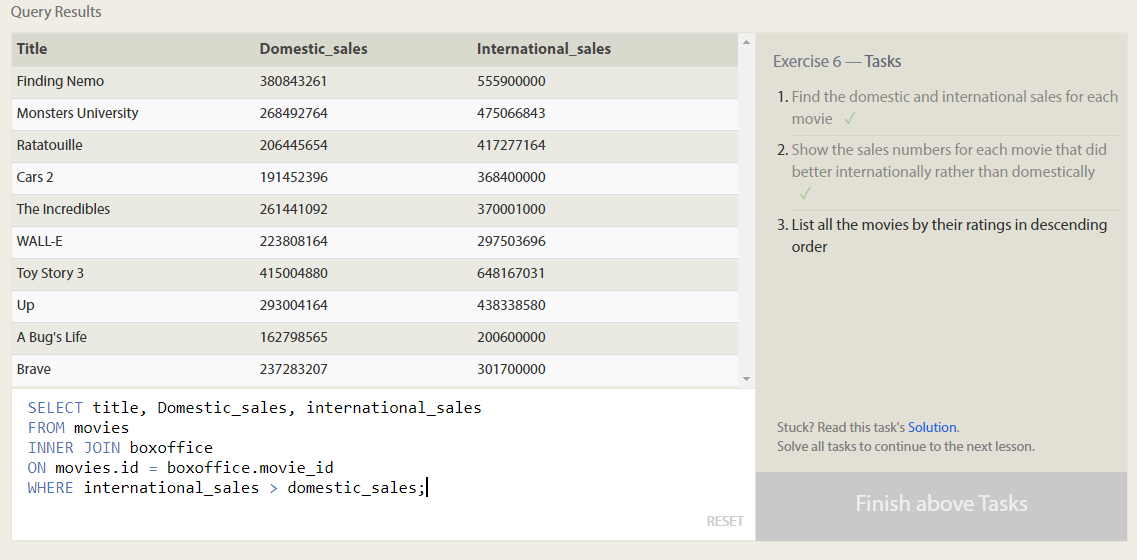 Query Results
Title Domestic_sales International_sales
Finding Nemo 380843261 555900000
Monsters University 268492764 475066843
Ratatouille 206445654 417277164
Cars 2 191452396 368400000
The Incredibles 261441092 370001000
WALL-E 223808164 297503696
Toy Story 3 415004880 648167031
Up 293004164 438338580
A Bug's Life 162798565 200600000
Brave 237283207 301700000
SELECT title, Domestic_sales, international_sales
FROM movies
INNER JOIN boxoffice
ON movies.id = boxoffice.movie_id
WHERE international_sales > domestic_sales;
RESET
Exercise 6 — Tasks
1. Find the domestic and international sales for each
movie ✓
2. Show the sales numbers for each movie that did
better internationally rather than domestically
✓
3. List all the movies by their ratings in descending
order
Stuck? Read this task's Solution.
Solve all tasks to continue to the next lesson.
Finish above Tasks